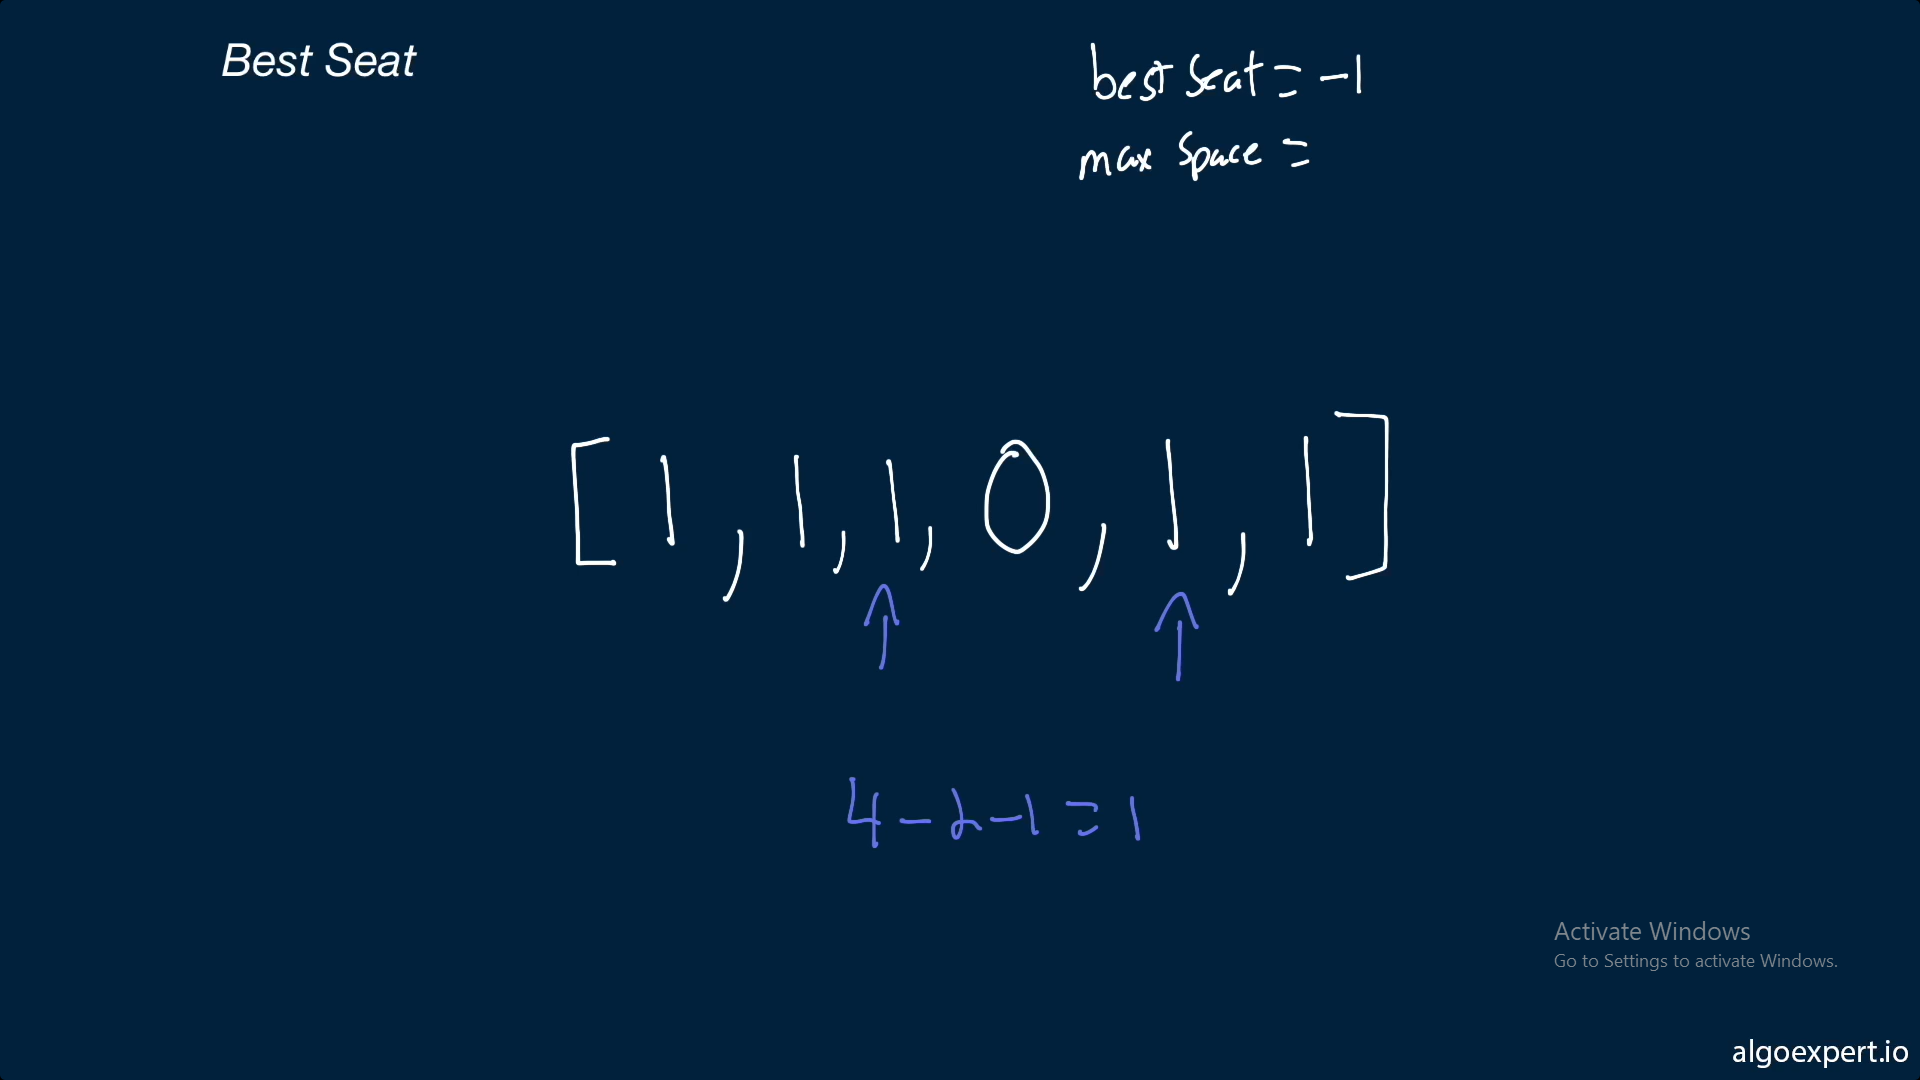 Best Seat
best Seat = -1
max Space =
[1, 1, 1, 0, 1, 1]
4 - 2 - 1 = 1
Activate Windows
Go to Settings to activate Windows.
algoexpert.io